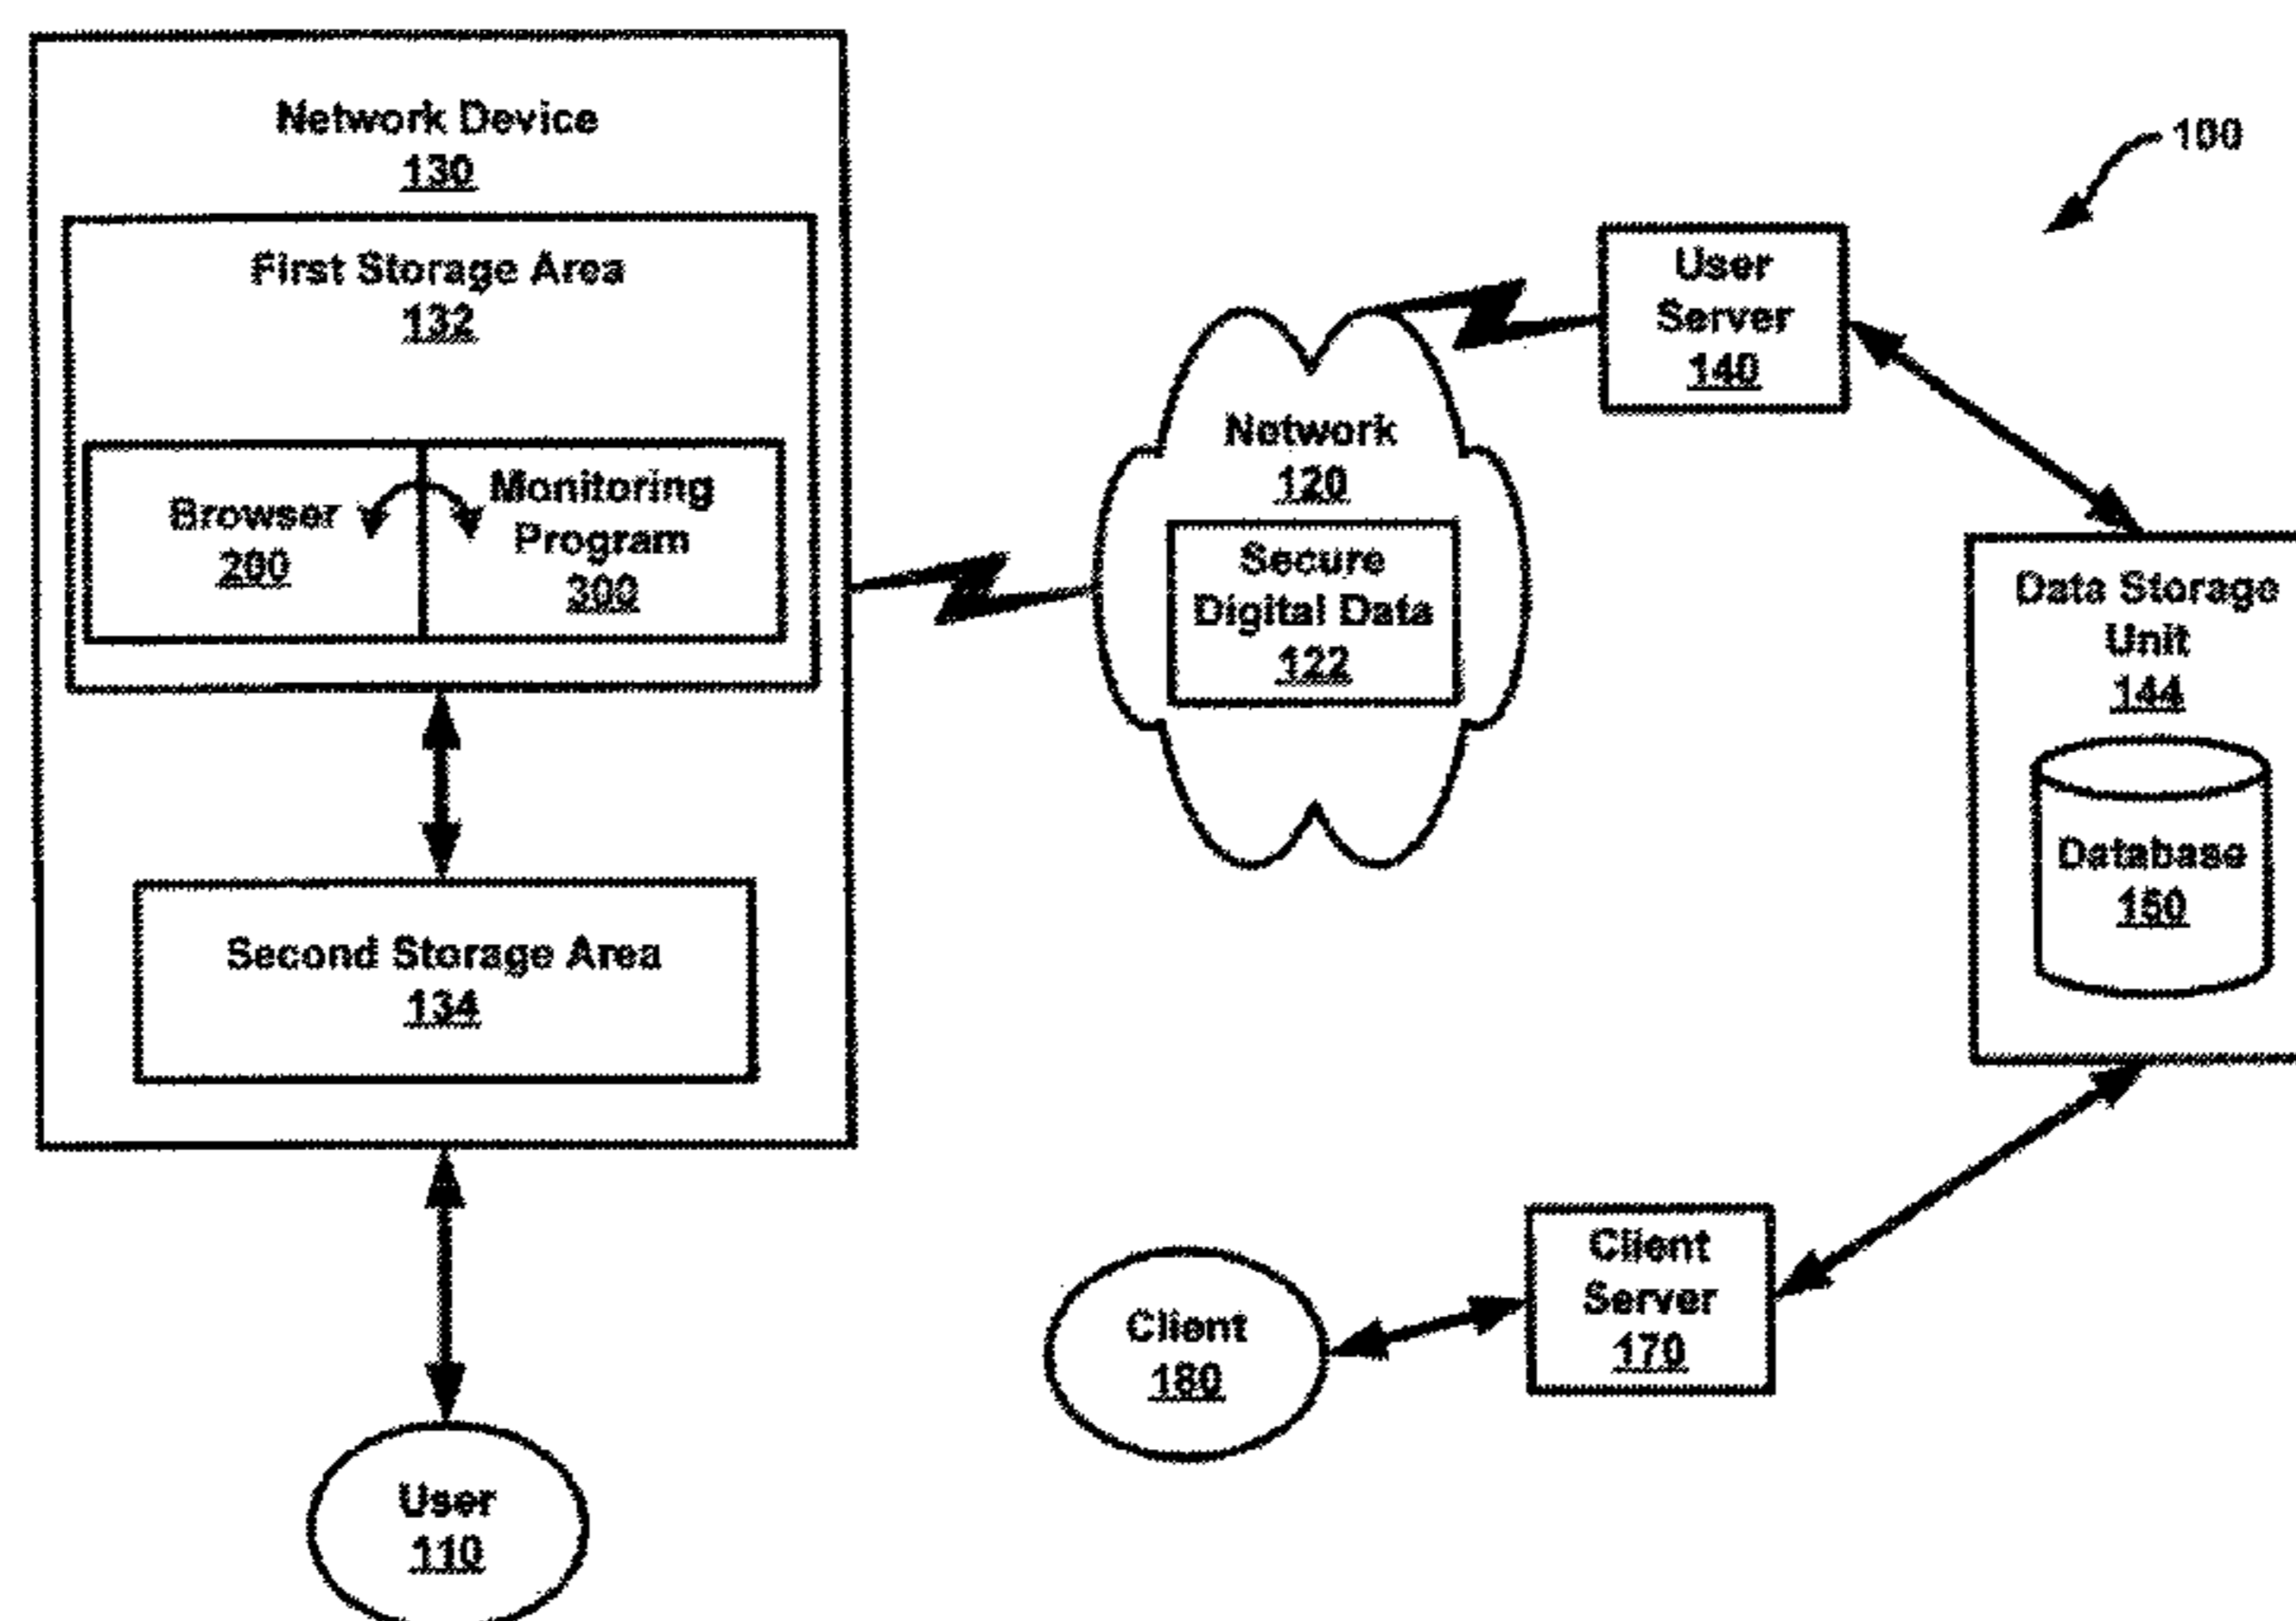 Network Device
130
First Storage Area
132
Browser
200
Monitoring
Program
300
Second Storage Area
134
User
110
Network
120
Secure
Digital Data
122
100
User
Server
140
Data Storage
Unit
144
Database
150
Client
Server
170
Client
180